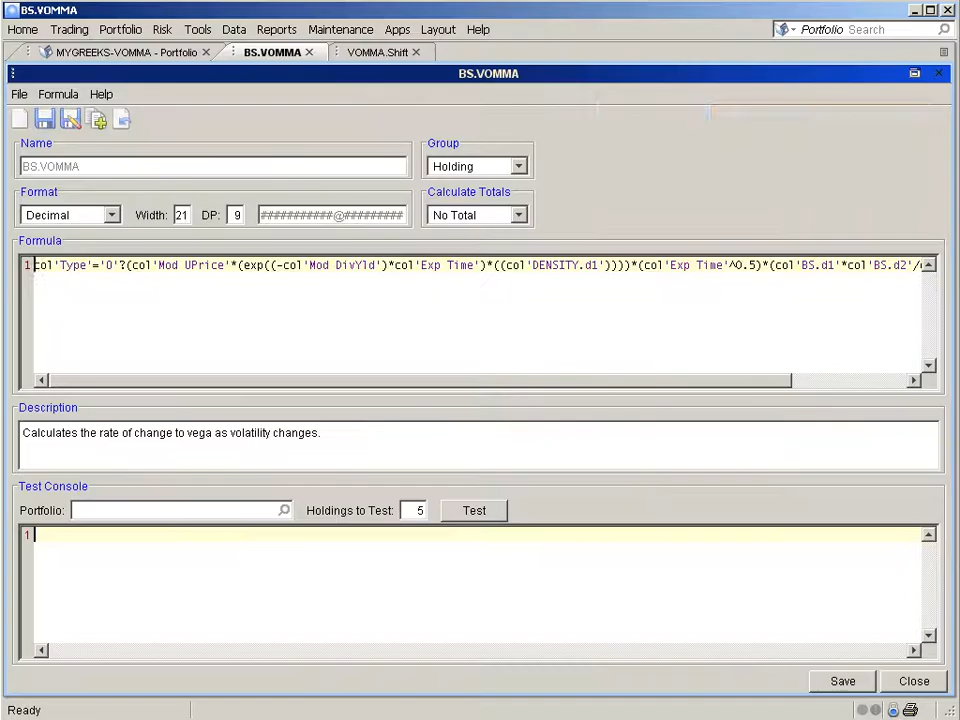 BS.VOMMA
Home Trading Portfolio Risk Tools Data Reports Maintenance Apps Layout Help Portfolio Search
MYGREEKS-VOMMA - Portfolio BS.VOMMA VOMMA.Shift
BS.VOMMA
File Formula Help
Name Group
BS.VOMMA Holding
Format Calculate Totals
Decimal Width: 21 DP: 9 ###########@######### No Total
Formula
1 col'Type'='O'?(col'Mod UPrice'*(exp((-col'Mod DivYld')*col'Exp Time')*((col'DENSITY.d1'))))*(col'Exp Time'^0.5)*(col'BS.d1'*col'BS.d2'/
Description
Calculates the rate of change to vega as volatility changes.
Test Console
Portfolio: Holdings to Test: 5 Test
1
Save Close
Ready